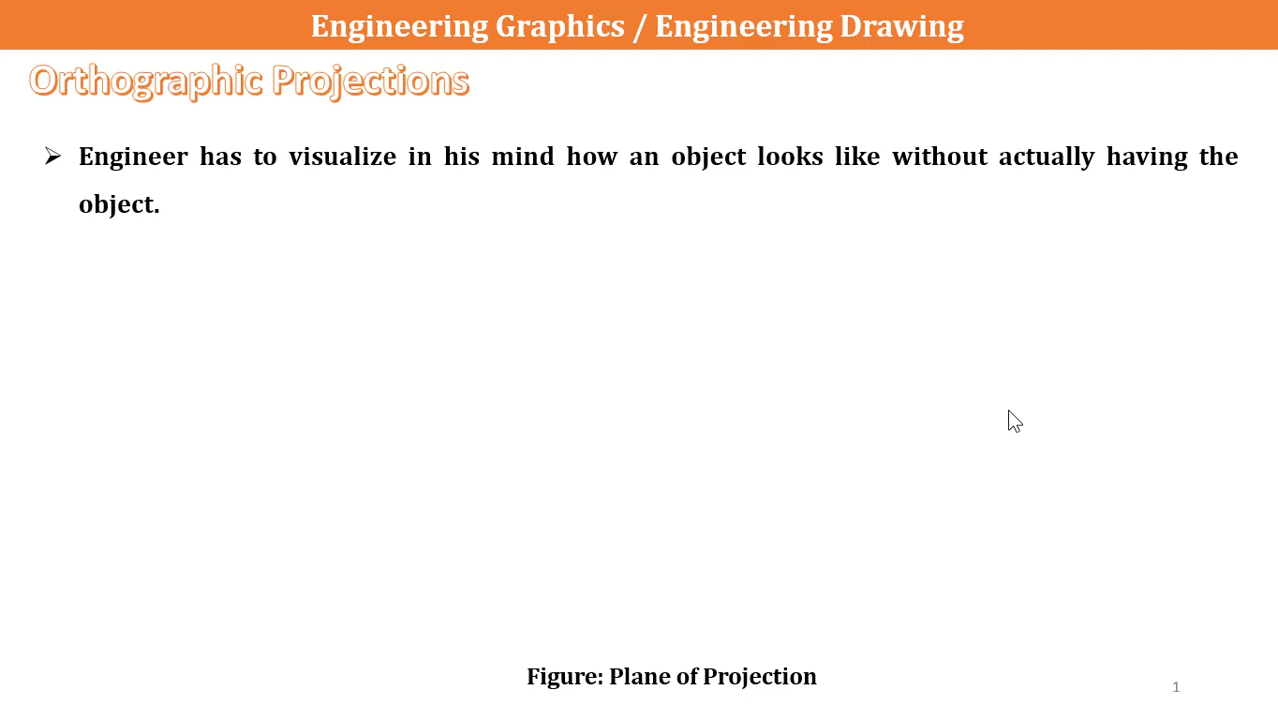 Engineering Graphics / Engineering Drawing
Orthographic Projections
➢ Engineer has to visualize in his mind how an object looks like without actually having the
object.
Figure: Plane of Projection
1